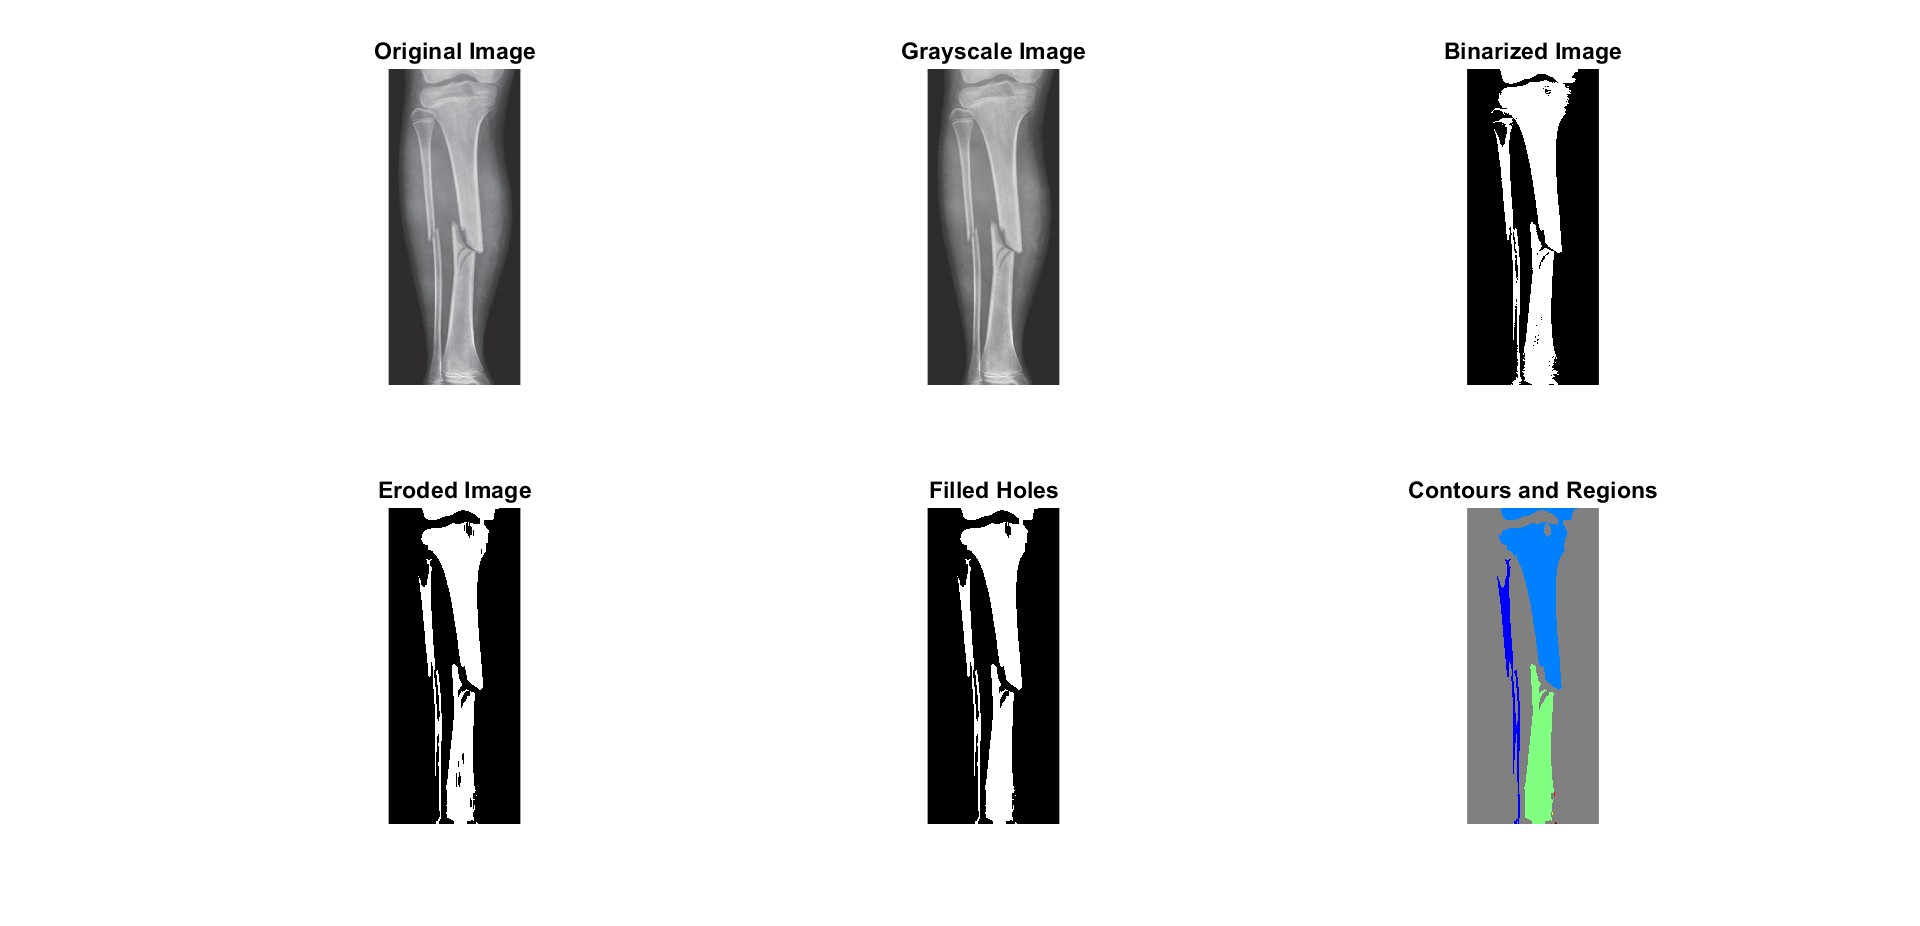 Original Image
Grayscale Image
Binarized Image
Eroded Image
Filled Holes
Contours and Regions